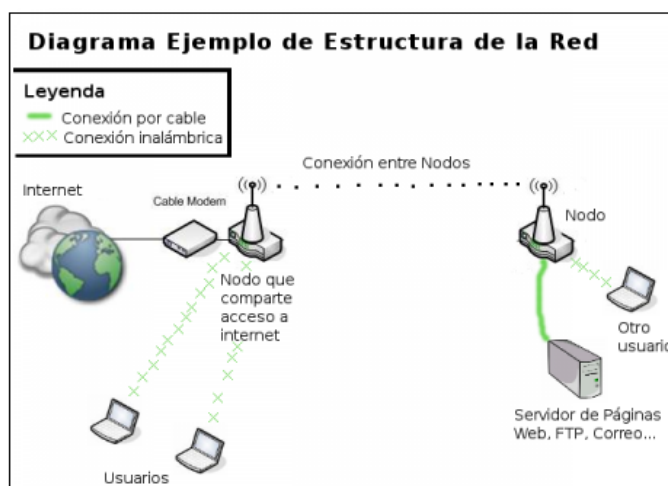 Diagrama Ejemplo de Estructura de la Red
Leyenda
Conexión por cable
Conexión inalámbrica
Conexión entre Nodos
Internet
Cable Modem
Nodo
Nodo que
comparte
acceso a
internet
Otro
usuario
Servidor de Páginas
Web, FTP, Correo...
Usuarios